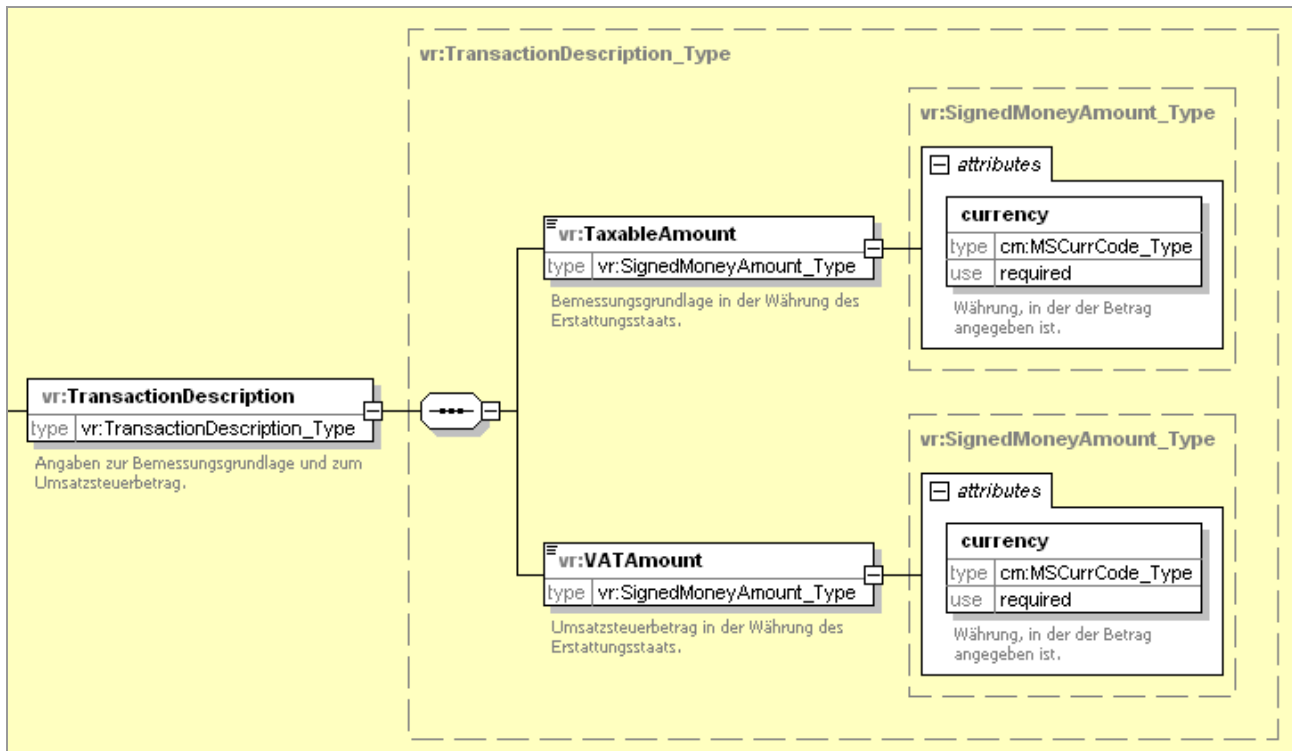 vr:TransactionDescription_Type
vr:SignedMoneyAmount_Type
attributes
currency
type cm:MSCurrCode_Type
use required
Währung, in der der Betrag
angegeben ist.
vr:TaxableAmount
type vr:SignedMoneyAmount_Type
Bemessungsgrundlage in der Währung des
Erstattungsstaats.
vr:TransactionDescription
type vr:TransactionDescription_Type
Angaben zur Bemessungsgrundlage und zum
Umsatzsteuerbetrag.
vr:SignedMoneyAmount_Type
attributes
currency
type cm:MSCurrCode_Type
use required
Währung, in der der Betrag
angegeben ist.
vr:VATAmount
type vr:SignedMoneyAmount_Type
Umsatzsteuerbetrag in der Währung des
Erstattungsstaats.